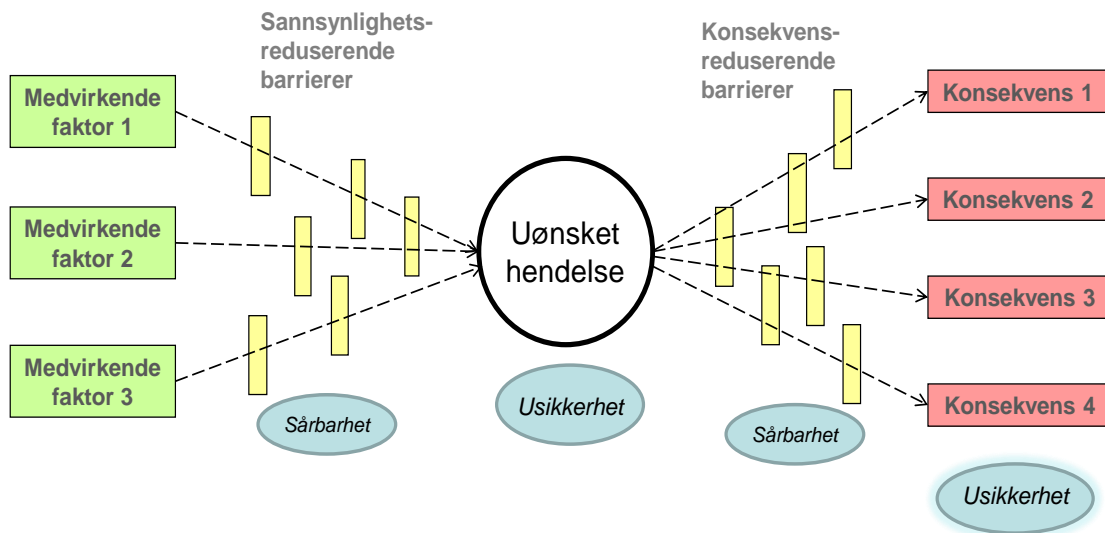 Sannsynlighets-
reduserende
barrierer
Konsekvens-
reduserende
barrierer
Medvirkende
faktor 1
Medvirkende
faktor 2
Medvirkende
faktor 3
Uønsket
hendelse
Konsekvens 1
Konsekvens 2
Konsekvens 3
Konsekvens 4
Sårbarhet
Usikkerhet
Sårbarhet
Usikkerhet